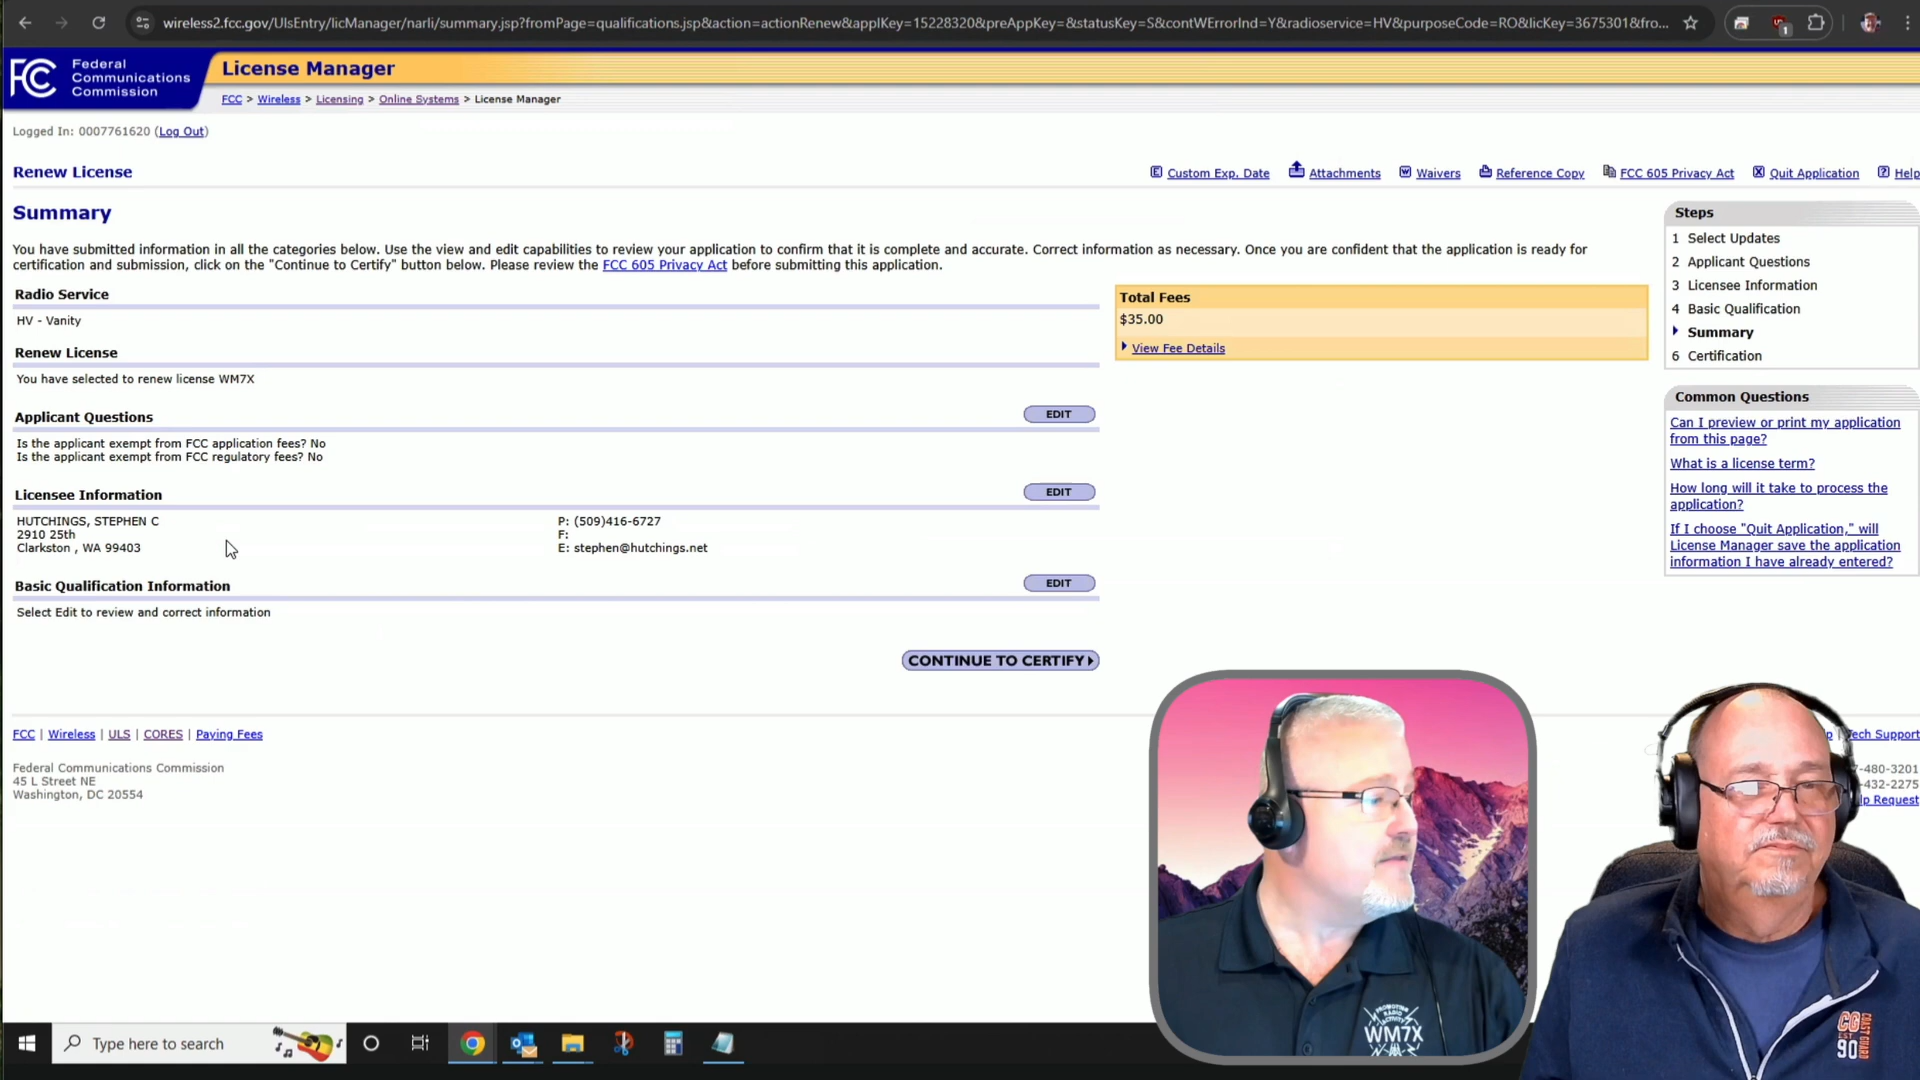 wireless2.fcc.gov/UlsEntry/licManager/narli/summary.jsp?fromPage=qualifications.jsp&action=actionRenew&applKey=15228320&preAppKey=&statusKey=S&contWErrorInd=Y&radioservice=HV&purposeCode=RO&licKey=3675301&fro...
1
FCC
Federal
Communications
Commission
License Manager
FCC > Wireless > Licensing > Online Systems > License Manager
Logged In: 0007761620 (Log Out)
Renew License
Custom Exp. Date Attachments Waivers Reference Copy FCC 605 Privacy Act Quit Application Help
Summary
You have submitted information in all the categories below. Use the view and edit capabilities to review your application to confirm that it is complete and accurate. Correct information as necessary. Once you are confident that the application is ready for
certification and submission, click on the "Continue to Certify" button below. Please review the FCC 605 Privacy Act before submitting this application.
Radio Service
HV - Vanity
Renew License
You have selected to renew license WM7X
Applicant Questions EDIT
Is the applicant exempt from FCC application fees? No
Is the applicant exempt from FCC regulatory fees? No
Licensee Information EDIT
HUTCHINGS, STEPHEN C P: (509)416-6727
2910 25th F:
Clarkston , WA 99403 E: stephen@hutchings.net
Basic Qualification Information EDIT
Select Edit to review and correct information
CONTINUE TO CERTIFY
Total Fees
$35.00
View Fee Details
Steps
1 Select Updates
2 Applicant Questions
3 Licensee Information
4 Basic Qualification
Summary
6 Certification
Common Questions
Can I preview or print my application
from this page?
What is a license term?
How long will it take to process the
application?
If I choose "Quit Application," will
License Manager save the application
information I have already entered?
FCC | Wireless | ULS | CORES | Paying Fees
p | Tech Support
Federal Communications Commission
45 L Street NE
Washington, DC 20554
7-480-3201
-432-2275
lp Request
PROMOTING
RADIO
ACTIVITY
WM7X
CG
COAST GUARD
EST
90
Type here to search